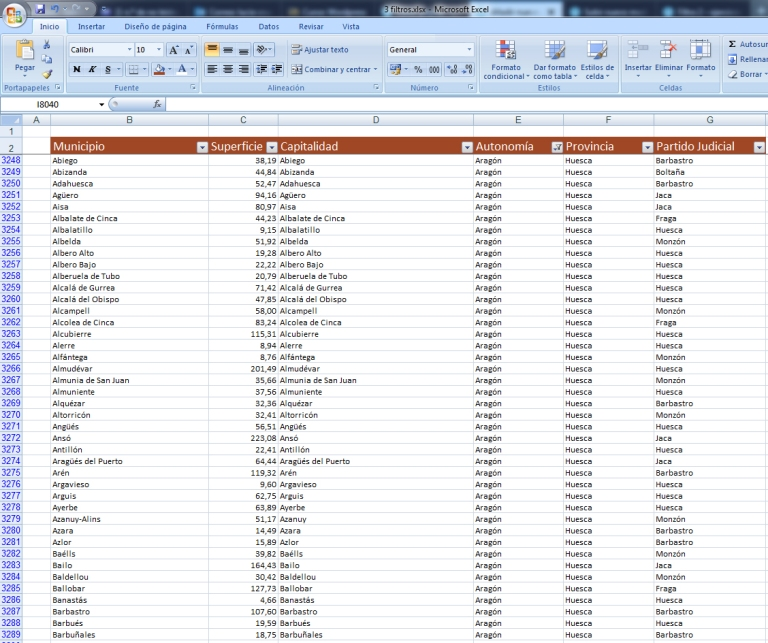 3 filtros.xlsx - Microsoft Excel
Inicio Insertar Diseño de página Fórmulas Datos Revisar Vista
Calibri 10 A A Ajustar texto General Autosum
Pegar N K S A Combinar y centrar % 000 Formato condicional Dar formato como tabla Estilos de celda Insertar Eliminar Formato Rellenar
Borrar
Portapapeles Fuente Alineación Número Estilos Celdas
I8040 fx
A B C D E F G
1
2 Municipio Superficie Capitalidad Autonomía Provincia Partido Judicial
3248 Abiego 38,19 Abiego Aragón Huesca Barbastro
3249 Abizanda 44,84 Abizanda Aragón Huesca Boltaña
3250 Adahuesca 52,47 Adahuesca Aragón Huesca Barbastro
3251 Agüero 94,16 Agüero Aragón Huesca Jaca
3252 Aisa 80,97 Aisa Aragón Huesca Jaca
3253 Albalate de Cinca 44,23 Albalate de Cinca Aragón Huesca Fraga
3254 Albalatillo 9,15 Albalatillo Aragón Huesca Huesca
3255 Albelda 51,92 Albelda Aragón Huesca Monzón
3256 Albero Alto 19,28 Albero Alto Aragón Huesca Huesca
3257 Albero Bajo 22,22 Albero Bajo Aragón Huesca Huesca
3258 Alberuela de Tubo 20,79 Alberuela de Tubo Aragón Huesca Huesca
3259 Alcalá de Gurrea 71,42 Alcalá de Gurrea Aragón Huesca Huesca
3260 Alcalá del Obispo 47,85 Alcalá del Obispo Aragón Huesca Huesca
3261 Alcampell 58,00 Alcampell Aragón Huesca Monzón
3262 Alcolea de Cinca 83,24 Alcolea de Cinca Aragón Huesca Fraga
3263 Alcubierre 115,31 Alcubierre Aragón Huesca Huesca
3264 Alerre 8,94 Alerre Aragón Huesca Huesca
3265 Alfántega 8,76 Alfántega Aragón Huesca Monzón
3266 Almudévar 201,49 Almudévar Aragón Huesca Huesca
3267 Almunia de San Juan 35,66 Almunia de San Juan Aragón Huesca Monzón
3268 Almuniente 37,56 Almuniente Aragón Huesca Huesca
3269 Alquézar 32,36 Alquézar Aragón Huesca Barbastro
3270 Altorricón 32,41 Altorricón Aragón Huesca Monzón
3271 Angüés 56,51 Angüés Aragón Huesca Huesca
3272 Ansó 223,08 Ansó Aragón Huesca Jaca
3273 Antillón 22,41 Antillón Aragón Huesca Huesca
3274 Aragüés del Puerto 64,44 Aragüés del Puerto Aragón Huesca Jaca
3275 Arén 119,32 Arén Aragón Huesca Barbastro
3276 Argavieso 9,60 Argavieso Aragón Huesca Huesca
3277 Arguis 62,75 Arguis Aragón Huesca Huesca
3278 Ayerbe 63,89 Ayerbe Aragón Huesca Huesca
3279 Azanuy-Alins 51,17 Azanuy Aragón Huesca Monzón
3280 Azara 14,49 Azara Aragón Huesca Barbastro
3281 Azlor 15,89 Azlor Aragón Huesca Barbastro
3282 Baélls 39,82 Baélls Aragón Huesca Monzón
3283 Bailo 164,43 Bailo Aragón Huesca Jaca
3284 Baldellou 30,42 Baldellou Aragón Huesca Monzón
3285 Ballobar 127,73 Ballobar Aragón Huesca Fraga
3286 Banastás 4,66 Banastás Aragón Huesca Huesca
3287 Barbastro 107,60 Barbastro Aragón Huesca Barbastro
3288 Barbués 19,59 Barbués Aragón Huesca Huesca
3289 Barbuñales 18,75 Barbuñales Aragón Huesca Barbastro